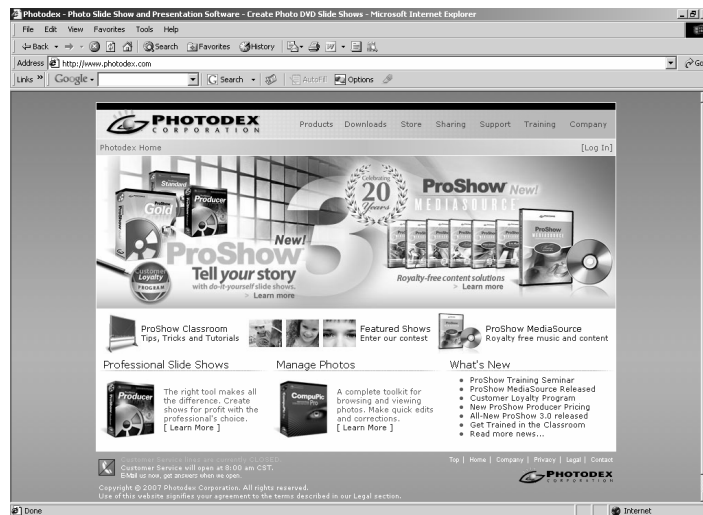 Photodex - Photo Slide Show and Presentation Software - Create Photo DVD Slide Shows - Microsoft Internet Explorer
File Edit View Favorites Tools Help
Back Search Favorites History
Address http://www.photodex.com Go
Links » Google Search AutoFill Options
PHOTODEX
CORPORATION
Products Downloads Store Sharing Support Training Company
Photodex Home [Log In]
Celebrating
20
Years
ProShow New!
MEDIASOURCE
Standard
Gold
Producer
3
New!
ProShow
Tell your story
with do-it-yourself slide shows.
> Learn more
Customer
Loyalty
PROGRAM
ProShow
MEDIASOURCE
Royalty-free content solutions
> Learn more
ProShow Classroom
Tips, Tricks and Tutorials
Featured Shows
Enter our contest
ProShow MediaSource
Royalty free music and content
Professional Slide Shows
Producer
The right tool makes all
the difference. Create
shows for profit with the
professional's choice.
[ Learn More ]
Manage Photos
CompuPic
Pro
A complete toolkit for
browsing and viewing
photos. Make quick edits
and corrections.
[ Learn More ]
What's New
ProShow Training Seminar
ProShow MediaSource Released
Customer Loyalty Program
New ProShow Producer Pricing
All-New ProShow 3.0 released
Get Trained in the Classroom
Read more news...
Customer Service lines are currently CLOSED.
Customer Service will open at 8:00 am CST.
E-Mail us now, get answers when we open.
Top | Home | Company | Privacy | Legal | Contact
PHOTODEX
CORPORATION
Copyright © 2007 Photodex Corporation. All rights reserved.
Use of this website signifies your agreement to the terms described in our Legal section.
Done Internet